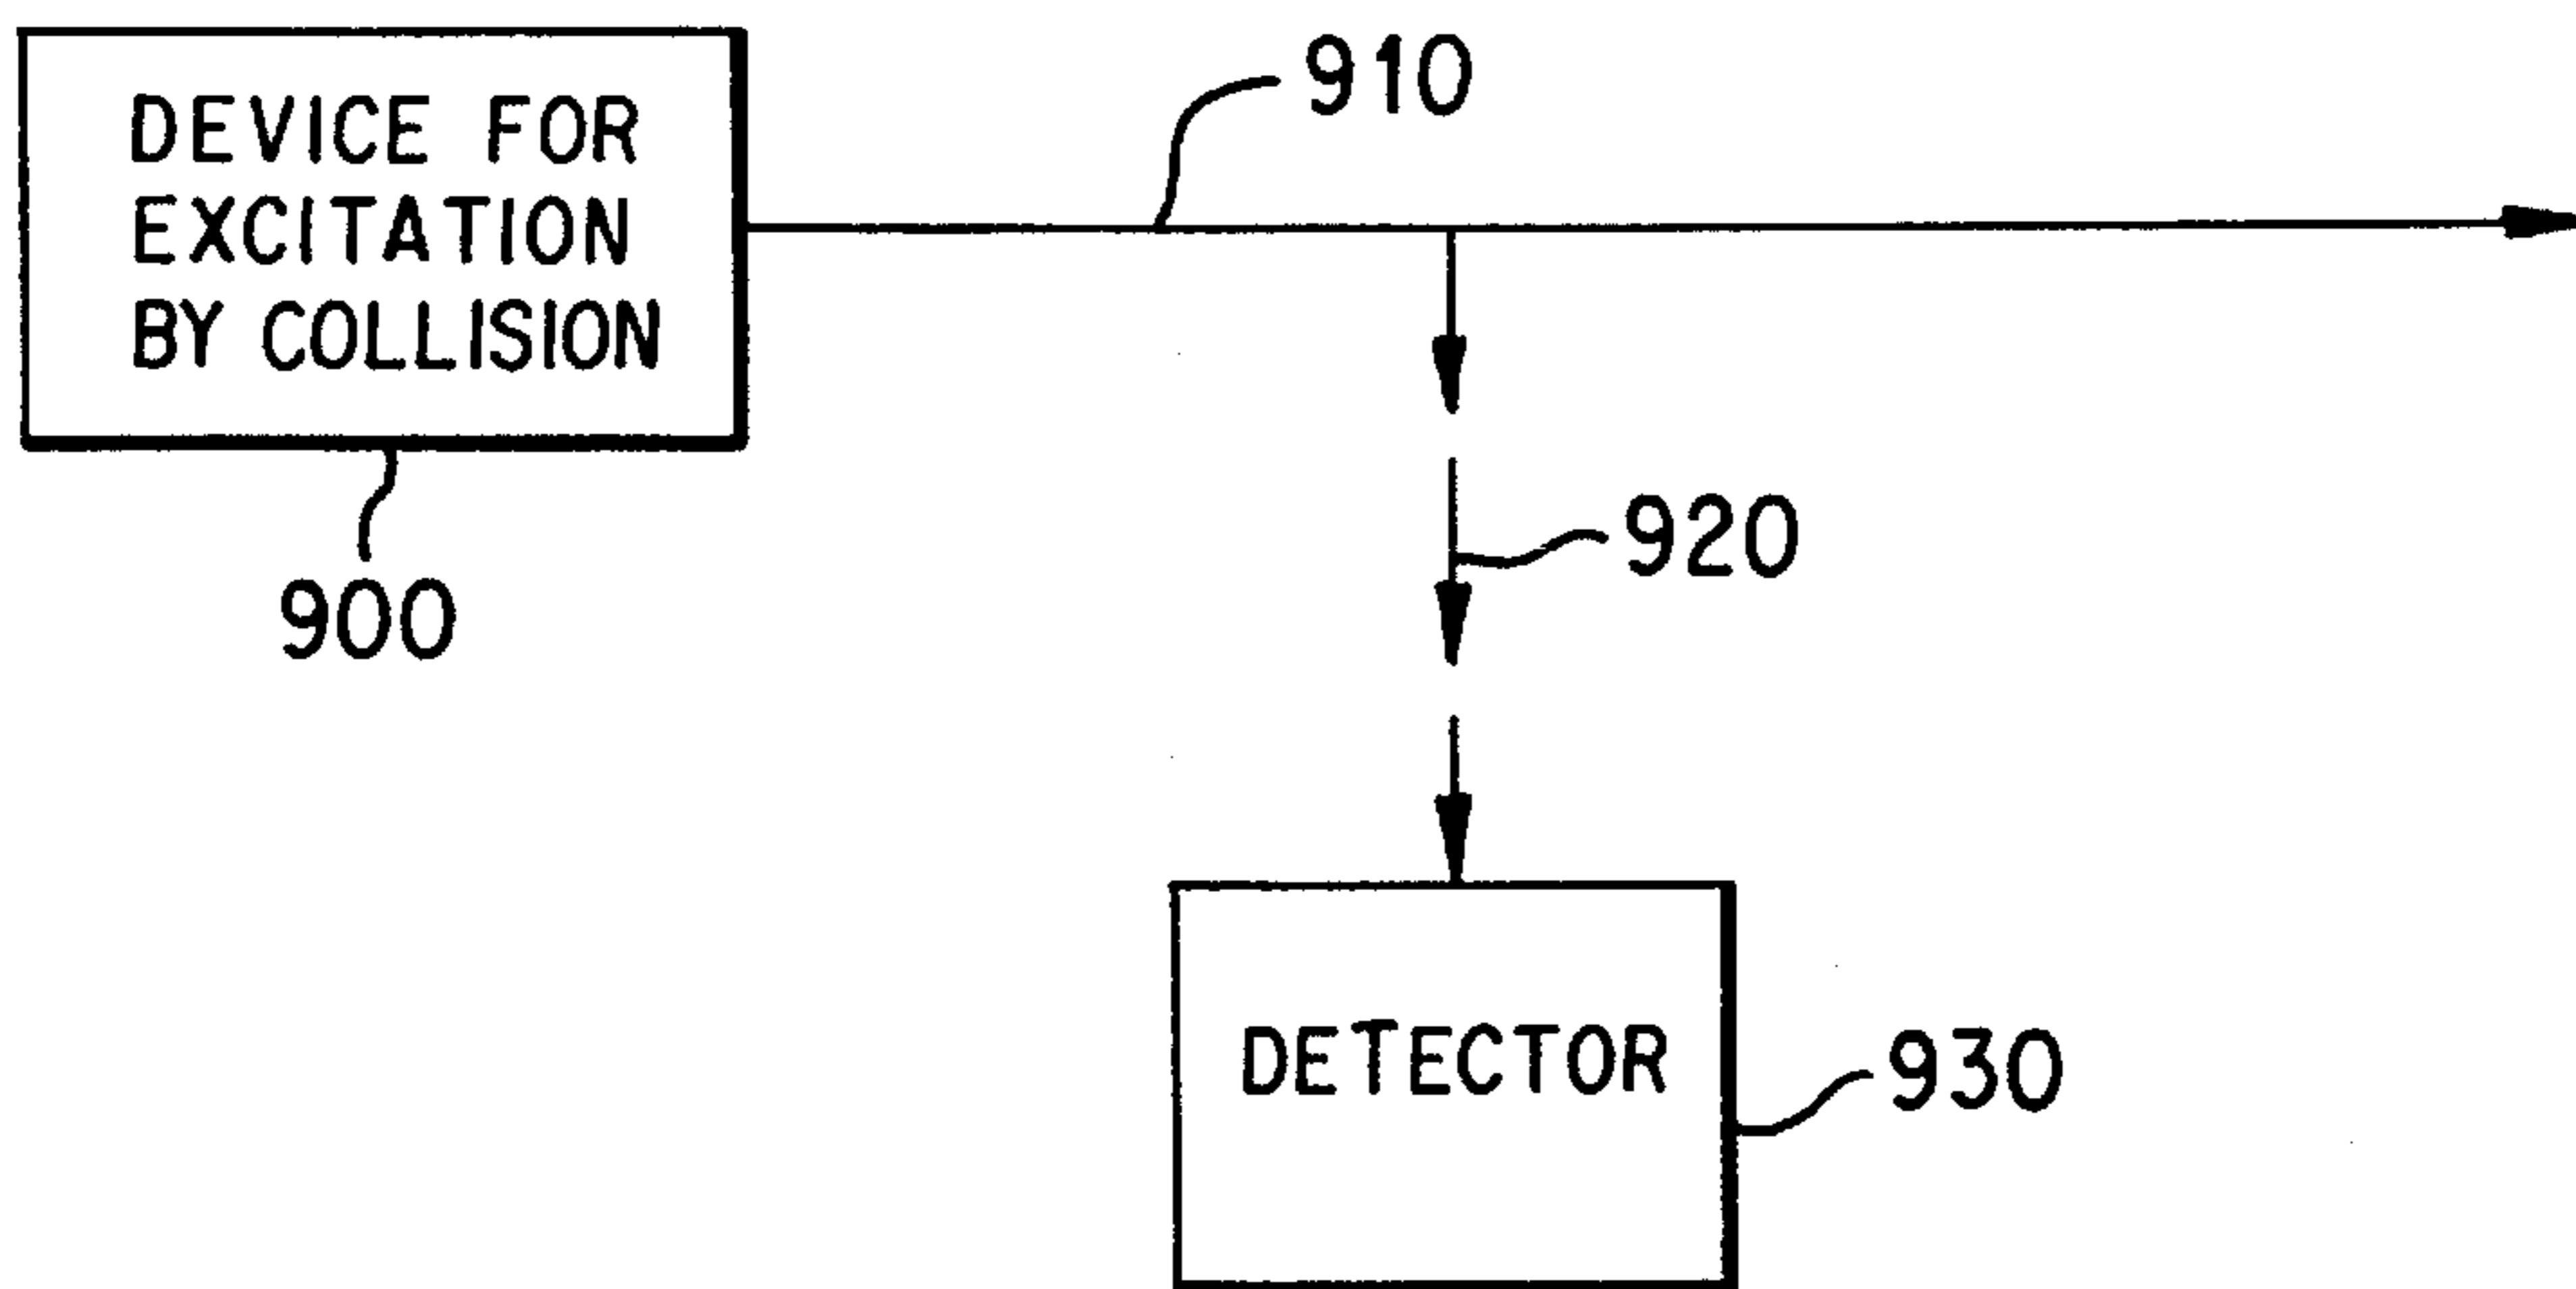 DEVICE FOR
EXCITATION
BY COLLISION
910
900
920
DETECTOR
930